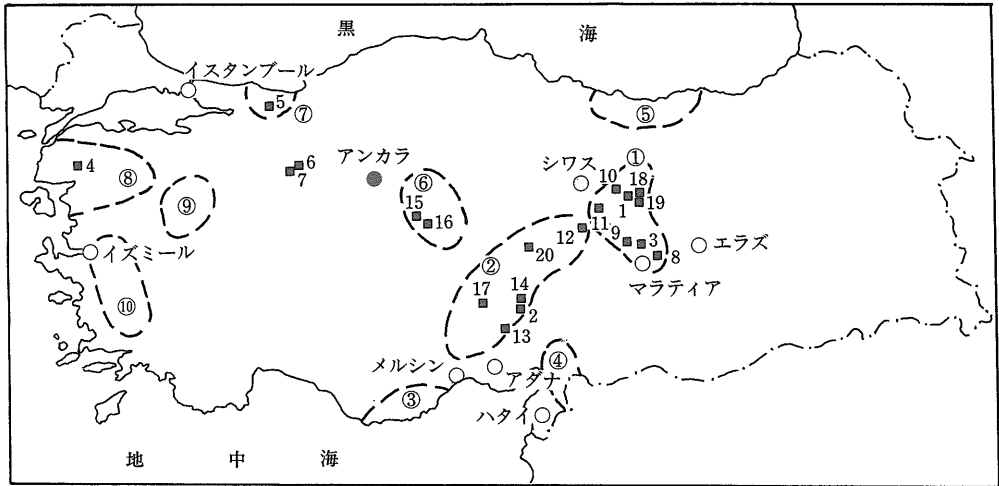 黒海
イスタンブール
5
⑦
⑤
4
⑧
6
7
アンカラ
⑥
シワス
①
10
18
⑨
15
16
1
19
11
イズミール
12
9
3
8
エラズ
②
20
マラティア
⑩
17
14
2
13
メルシン
アダナ
④
③
ハタイ
地中海